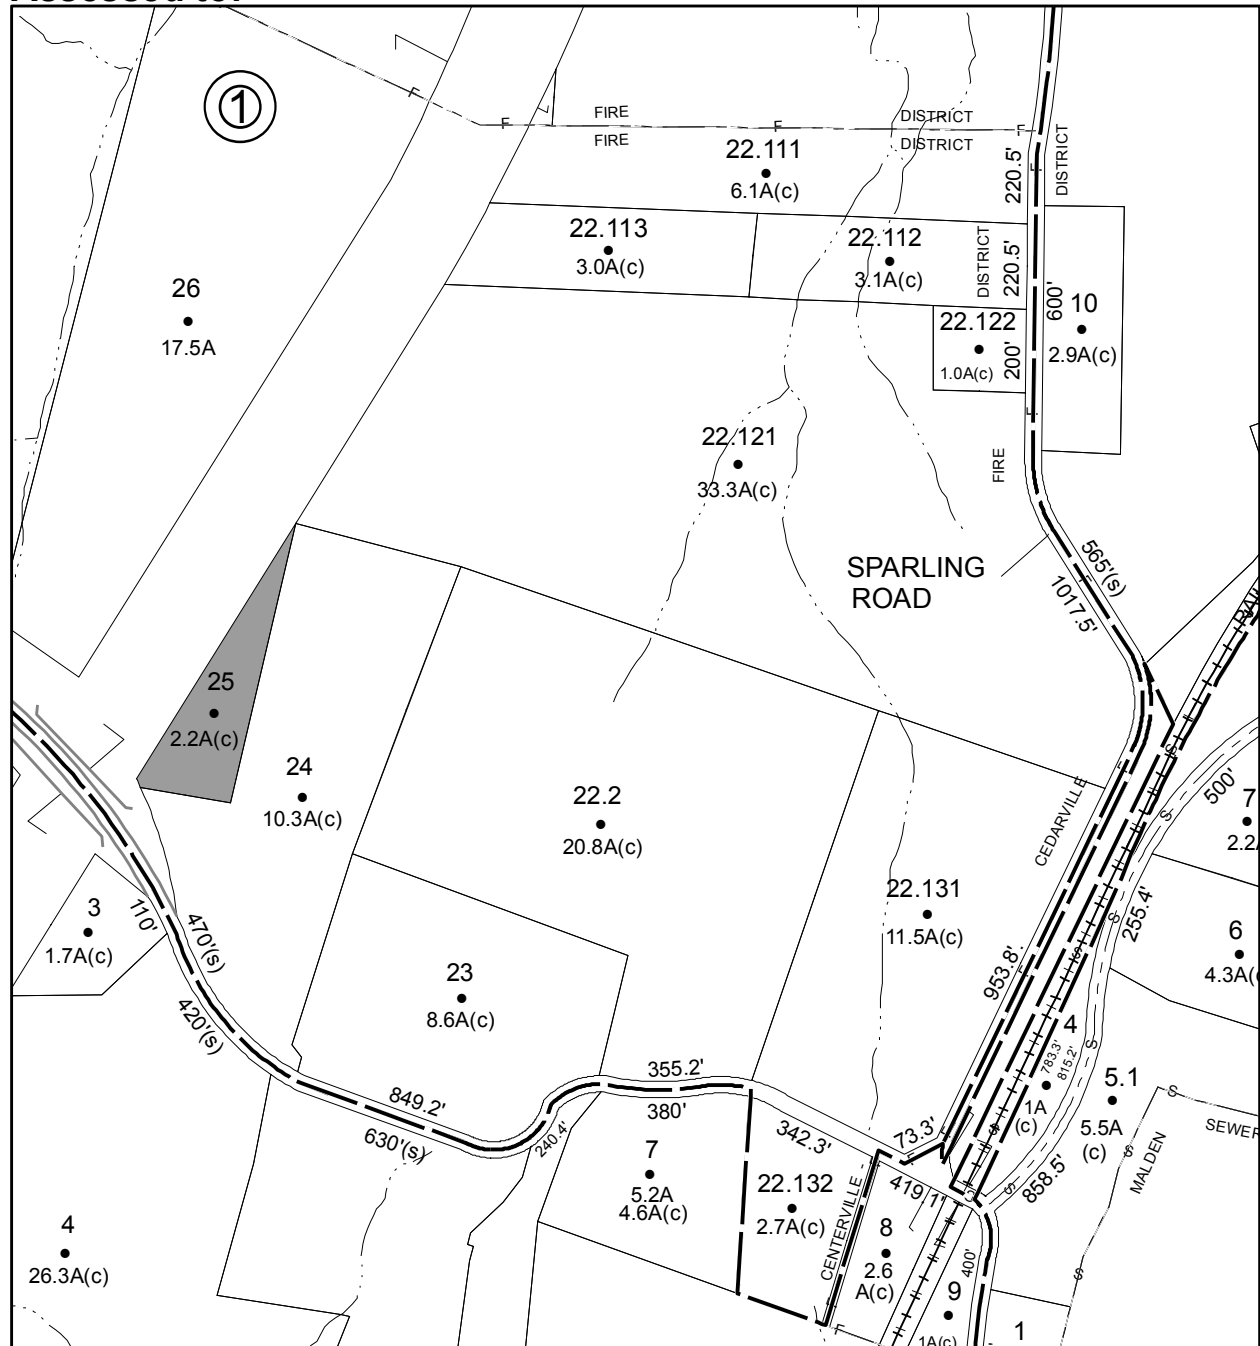 1
FIRE
DISTRICT
FIRE
DISTRICT
22.111
6.1A(c)
220.5'
DISTRICT
22.113
3.0A(c)
22.112
3.1A(c)
DISTRICT
220.5'
600'
10
2.9A(c)
26
17.5A
22.122
1.0A(c)
200'
22.121
33.3A(c)
FIRE
SPARLING
ROAD
565'(s)
1017.5'
25
2.2A(c)
24
10.3A(c)
22.2
20.8A(c)
CEDARVILLE
500'
7
22.131
11.5A(c)
3
1.7A(c)
110'
470'(s)
420'(s)
255.4'
6
23
8.6A(c)
953.8'.
4
783.3'
815.2'
1A
(c)
5.1
5.5A
(c)
355.2'
380'
849.2'
630'(s)
240.4'
342.3'
73.3'
419.1'
858.5'
MALDEN
SEWER
7
5.2A
4.6A(c)
22.132
2.7A(c)
CENTERVILLE
8
2.6
A(c)
400'
9
1A(c)
1
4
26.3A(c)